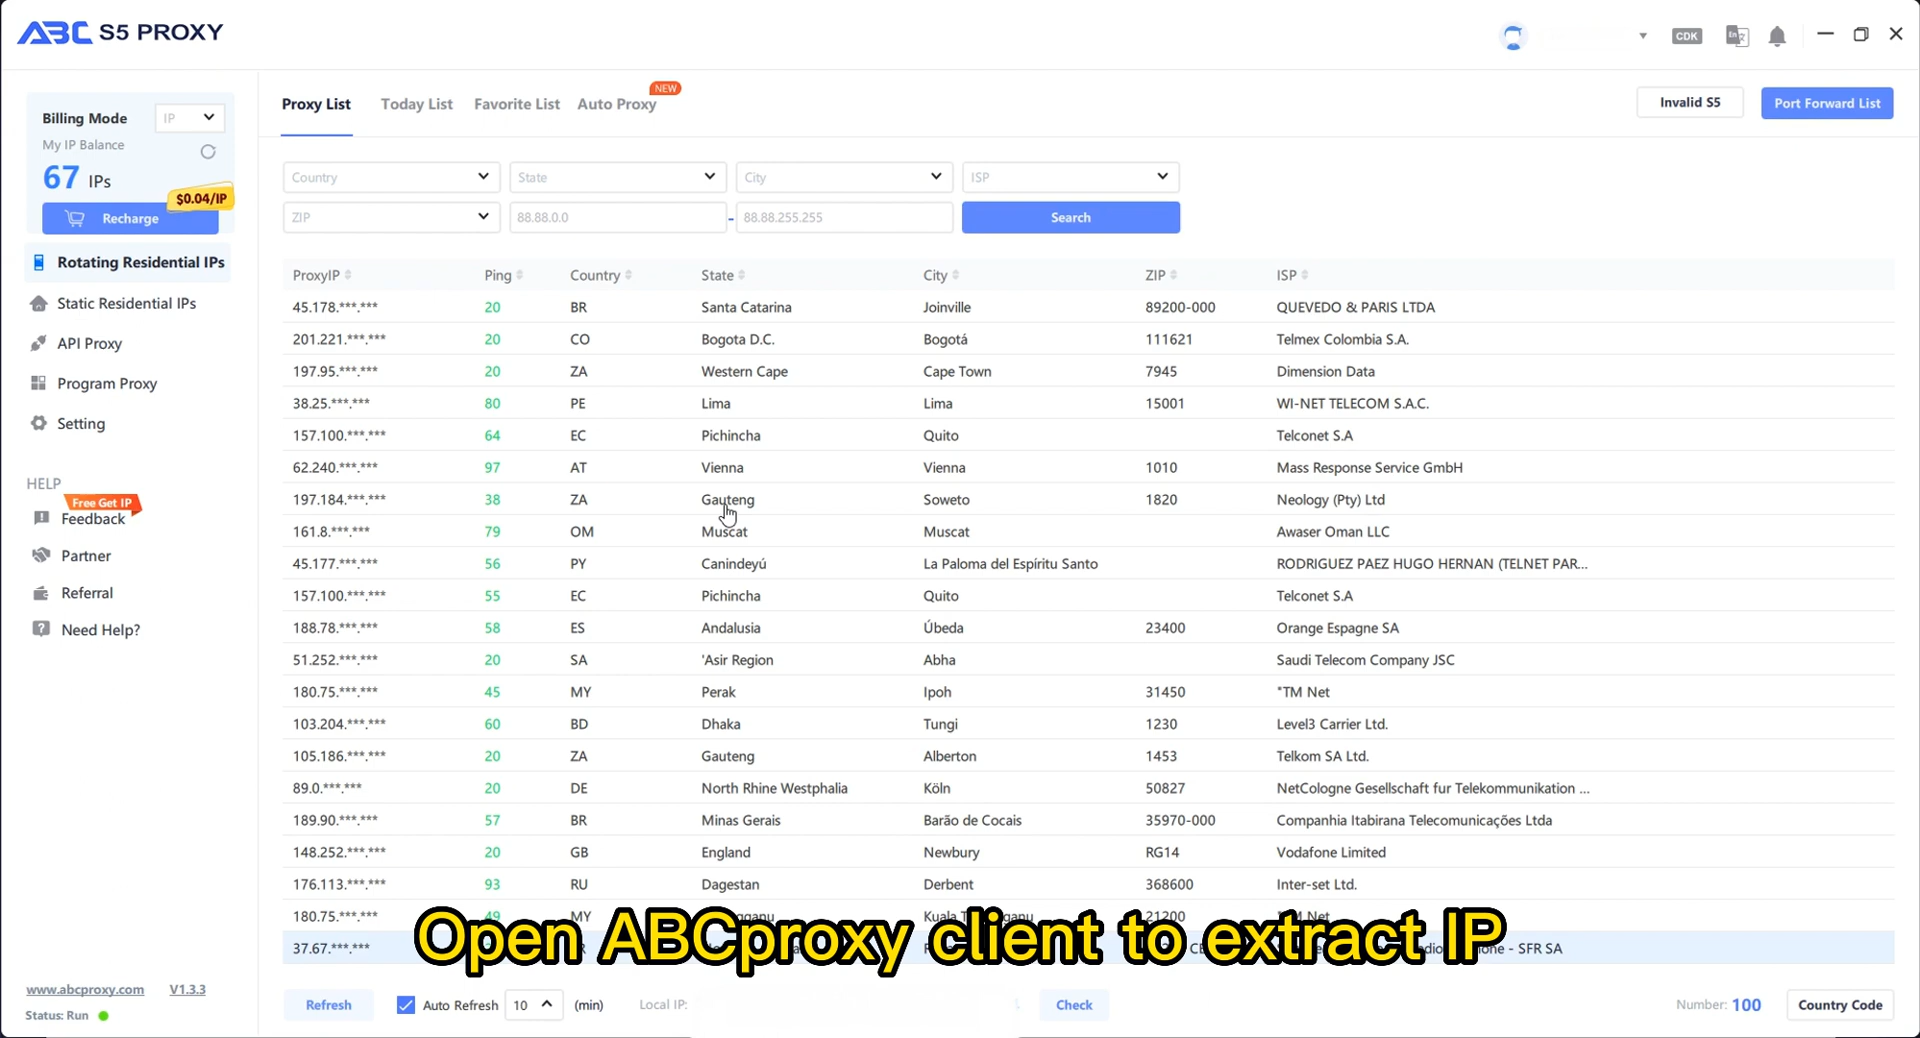 ABC S5 PROXY
CDK
Billing Mode IP
My IP Balance
67 IPs
$0.04/IP
Recharge
Rotating Residential IPs
Static Residential IPs
API Proxy
Program Proxy
Setting
HELP
Free Get IP
Feedback
Partner
Referral
Need Help?
www.abcproxy.com V1.3.3
Status: Run
Proxy List Today List Favorite List Auto Proxy NEW
Invalid S5 Port Forward List
Country State City ISP
ZIP 88.88.0.0 - 88.88.255.255 Search
ProxyIP Ping Country State City ZIP ISP
45.178.***.*** 20 BR Santa Catarina Joinville 89200-000 QUEVEDO & PARIS LTDA
201.221.***.*** 20 CO Bogota D.C. Bogotá 111621 Telmex Colombia S.A.
197.95.***.*** 20 ZA Western Cape Cape Town 7945 Dimension Data
38.25.***.*** 80 PE Lima Lima 15001 WI-NET TELECOM S.A.C.
157.100.***.*** 64 EC Pichincha Quito Telconet S.A
62.240.***.*** 97 AT Vienna Vienna 1010 Mass Response Service GmbH
197.184.***.*** 38 ZA Gauteng Soweto 1820 Neology (Pty) Ltd
161.8.***.*** 79 OM Muscat Muscat Awaser Oman LLC
45.177.***.*** 56 PY Canindeyú La Paloma del Espíritu Santo RODRIGUEZ PAEZ HUGO HERNAN (TELNET PAR...
157.100.***.*** 55 EC Pichincha Quito Telconet S.A
188.78.***.*** 58 ES Andalusia Úbeda 23400 Orange Espagne SA
51.252.***.*** 20 SA 'Asir Region Abha Saudi Telecom Company JSC
180.75.***.*** 45 MY Perak Ipoh 31450 "TM Net
103.204.***.*** 60 BD Dhaka Tungi 1230 Level3 Carrier Ltd.
105.186.***.*** 20 ZA Gauteng Alberton 1453 Telkom SA Ltd.
89.0.***.*** 20 DE North Rhine Westphalia Köln 50827 NetCologne Gesellschaft fur Telekommunikation ...
189.90.***.*** 57 BR Minas Gerais Barão de Cocais 35970-000 Companhia Itabirana Telecomunicações Ltda
148.252.***.*** 20 GB England Newbury RG14 Vodafone Limited
176.113.***.*** 93 RU Dagestan Derbent 368600 Inter-set Ltd.
180.75.***.*** 49 MY Kuala 21200 Net
37.67.***.*** - SFR SA
Open ABCproxy client to extract IP
Refresh Auto Refresh 10 (min) Local IP: Check Number: 100 Country Code